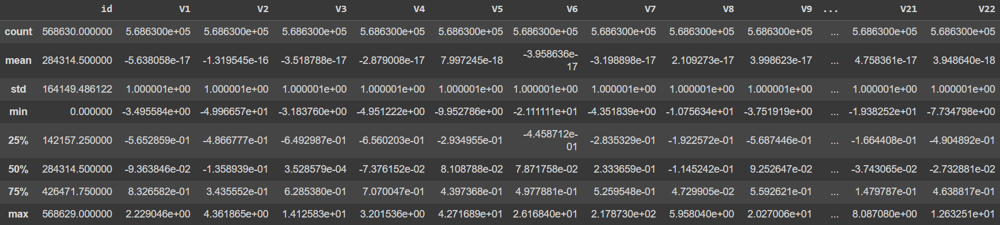 id V1 V2 V3 V4 V5 V6 V7 V8 V9 ... V21 V22
count 568630.000000 5.686300e+05 5.686300e+05 5.686300e+05 5.686300e+05 5.686300e+05 5.686300e+05 5.686300e+05 5.686300e+05 5.686300e+05 ... 5.686300e+05 5.686300e+05
mean 284314.500000 -5.638058e-17 -1.319545e-16 -3.518788e-17 -2.879008e-17 7.997245e-18 -3.958636e-17 -3.198898e-17 2.109273e-17 3.998623e-17 ... 4.758361e-17 3.948640e-18
std 164149.486122 1.000001e+00 1.000001e+00 1.000001e+00 1.000001e+00 1.000001e+00 1.000001e+00 1.000001e+00 1.000001e+00 1.000001e+00 ... 1.000001e+00 1.000001e+00
min 0.000000 -3.495584e+00 -4.996657e+01 -3.183760e+00 -4.951222e+00 -9.952786e+00 -2.111111e+01 -4.351839e+00 -1.075634e+01 -3.751919e+00 ... -1.938252e+01 -7.734798e+00
25% 142157.250000 -5.652859e-01 -4.866777e-01 -6.492987e-01 -6.560203e-01 -2.934955e-01 -4.458712e-01 -2.835329e-01 -1.922572e-01 -5.687446e-01 ... -1.664408e-01 -4.904892e-01
50% 284314.500000 -9.363846e-02 -1.358939e-01 3.528579e-04 -7.376152e-02 8.108788e-02 7.871758e-02 2.333659e-01 -1.145242e-01 9.252647e-02 ... -3.743065e-02 -2.732881e-02
75% 426471.750000 8.326582e-01 3.435552e-01 6.285380e-01 7.070047e-01 4.397368e-01 4.977881e-01 5.259548e-01 4.729905e-02 5.592621e-01 ... 1.479787e-01 4.638817e-01
max 568629.000000 2.229046e+00 4.361865e+00 1.412583e+01 3.201536e+00 4.271689e+01 2.616840e+01 2.178730e+02 5.958040e+00 2.027006e+01 ... 8.087080e+00 1.263251e+01